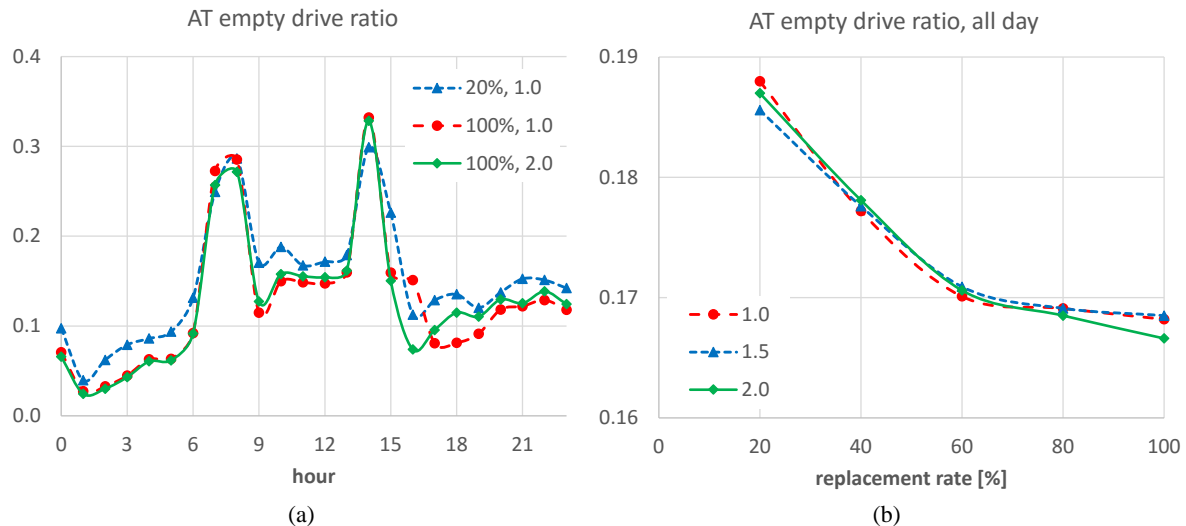 AT empty drive ratio
0.4
0.3
0.2
0.1
0.0
0 3 6 9 12 15 18 21
hour
20%, 1.0
100%, 1.0
100%, 2.0
(a)
AT empty drive ratio, all day
0.19
0.18
0.17
0.16
0 20 40 60 80 100
replacement rate [%]
1.0
1.5
2.0
(b)